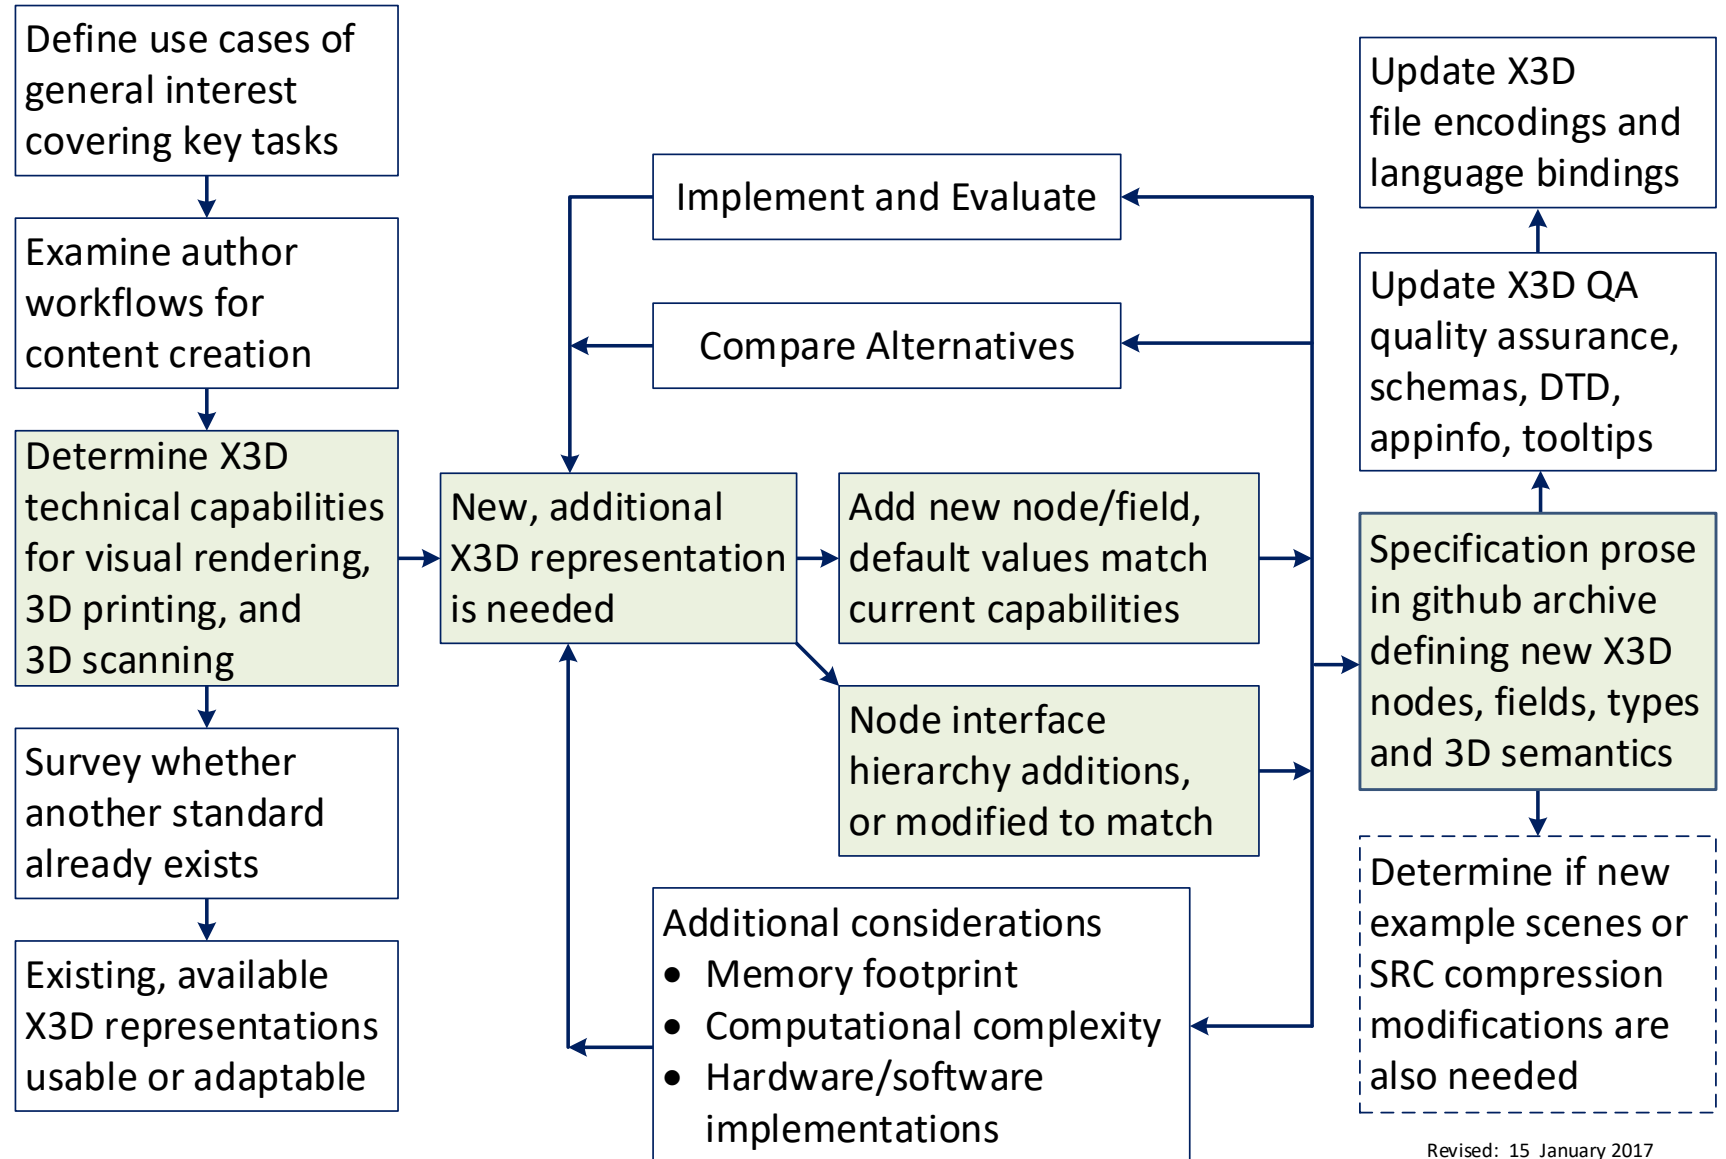 Define use cases of
general interest
covering key tasks
Examine author
workflows for
content creation
Determine X3D
technical capabilities
for visual rendering,
3D printing, and
3D scanning
Survey whether
another standard
already exists
Existing, available
X3D representations
usable or adaptable
Implement and Evaluate
Compare Alternatives
New, additional
X3D representation
is needed
Add new node/field,
default values match
current capabilities
Node interface
hierarchy additions,
or modified to match
Additional considerations
• Memory footprint
• Computational complexity
• Hardware/software
implementations
Update X3D
file encodings and
language bindings
Update X3D QA
quality assurance,
schemas, DTD,
appinfo, tooltips
Specification prose
in github archive
defining new X3D
nodes, fields, types
and 3D semantics
Determine if new
example scenes or
SRC compression
modifications are
also needed
Revised: 15 January 2017